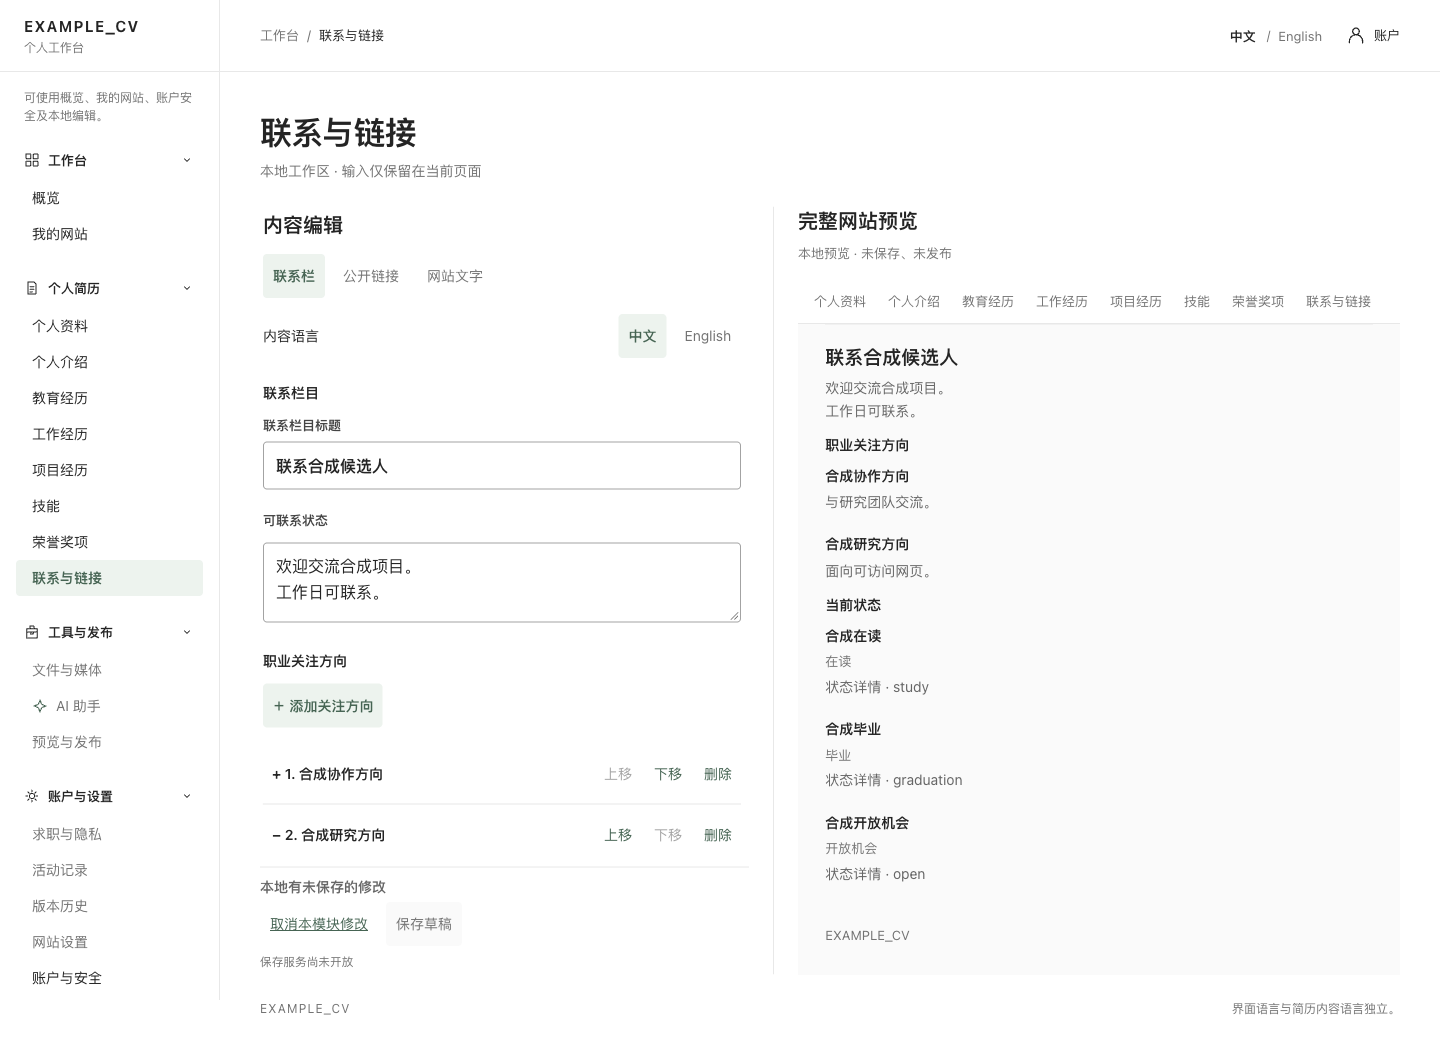 EXAMPLE_CV
个人工作台
工作台 / 联系与链接
中文 / English
账户
可使用概览、我的网站、账户安
全及本地编辑。
工作台
概览
我的网站
个人简历
个人资料
个人介绍
教育经历
工作经历
项目经历
技能
荣誉奖项
联系与链接
工具与发布
文件与媒体
AI 助手
预览与发布
账户与设置
求职与隐私
活动记录
版本历史
网站设置
账户与安全
联系与链接
本地工作区 · 输入仅保留在当前页面
内容编辑
联系栏 公开链接 网站文字
内容语言 中文 English
联系栏目
联系栏目标题
联系合成候选人
可联系状态
欢迎交流合成项目。
工作日可联系。
职业关注方向
+ 添加关注方向
+ 1. 合成协作方向 上移 下移 删除
− 2. 合成研究方向 上移 下移 删除
本地有未保存的修改
取消本模块修改 保存草稿
保存服务尚未开放
完整网站预览
本地预览 · 未保存、未发布
个人资料 个人介绍 教育经历 工作经历 项目经历 技能 荣誉奖项 联系与链接
联系合成候选人
欢迎交流合成项目。
工作日可联系。
职业关注方向
合成协作方向
与研究团队交流。
合成研究方向
面向可访问网页。
当前状态
合成在读
在读
状态详情 · study
合成毕业
毕业
状态详情 · graduation
合成开放机会
开放机会
状态详情 · open
EXAMPLE_CV
EXAMPLE_CV
界面语言与简历内容语言独立。